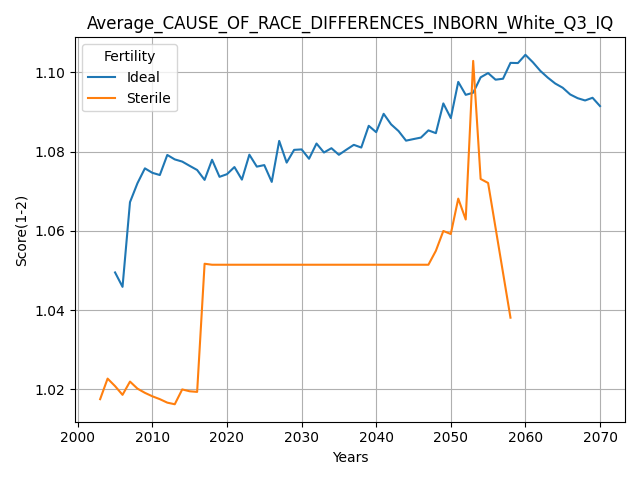 Average_CAUSE_OF_RACE_DIFFERENCES_INBORN_White_Q3_IQ
Fertility
Ideal
Sterile
Score(1-2)
1.10
1.08
1.06
1.04
1.02
2000 2010 2020 2030 2040 2050 2060 2070
Years